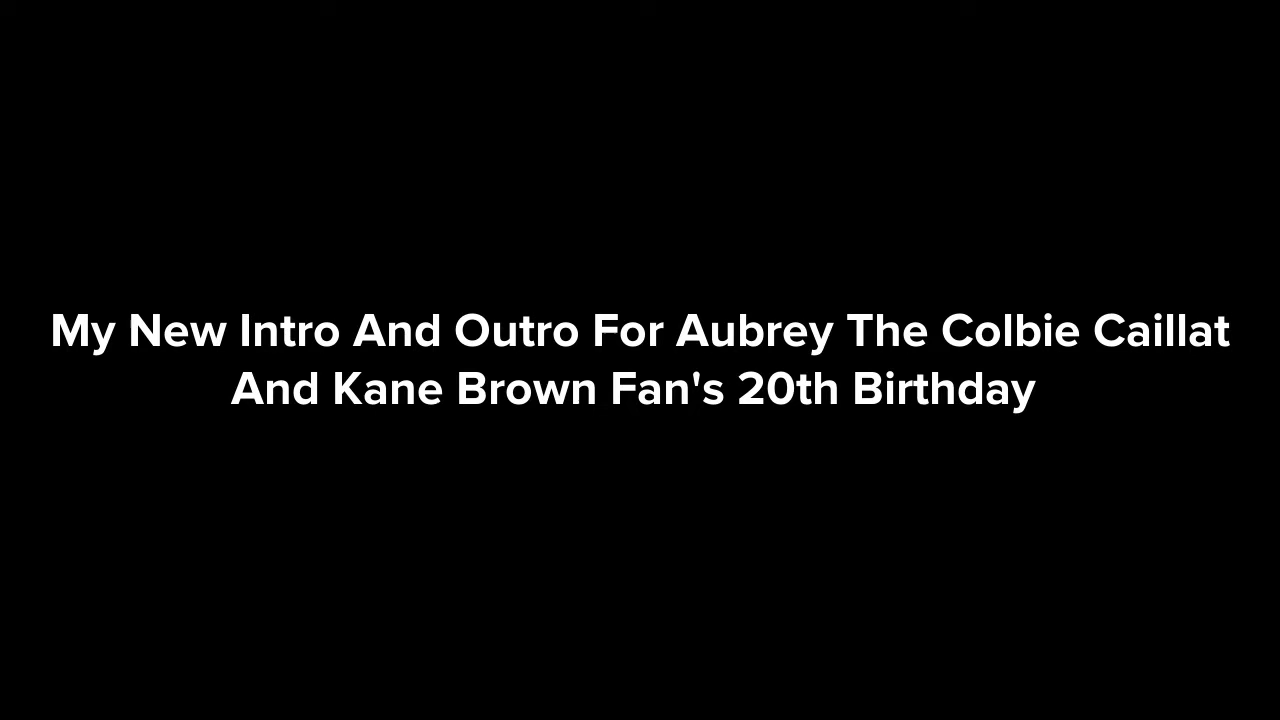 My New Intro And Outro For Aubrey The Colbie Caillat
And Kane Brown Fan's 20th Birthday